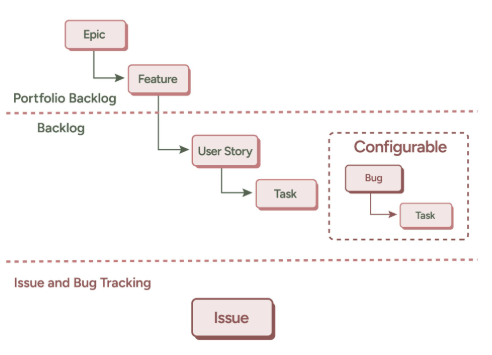 Epic
Feature
Portfolio Backlog
Backlog
User Story
Task
Configurable
Bug
Task
Issue and Bug Tracking
Issue